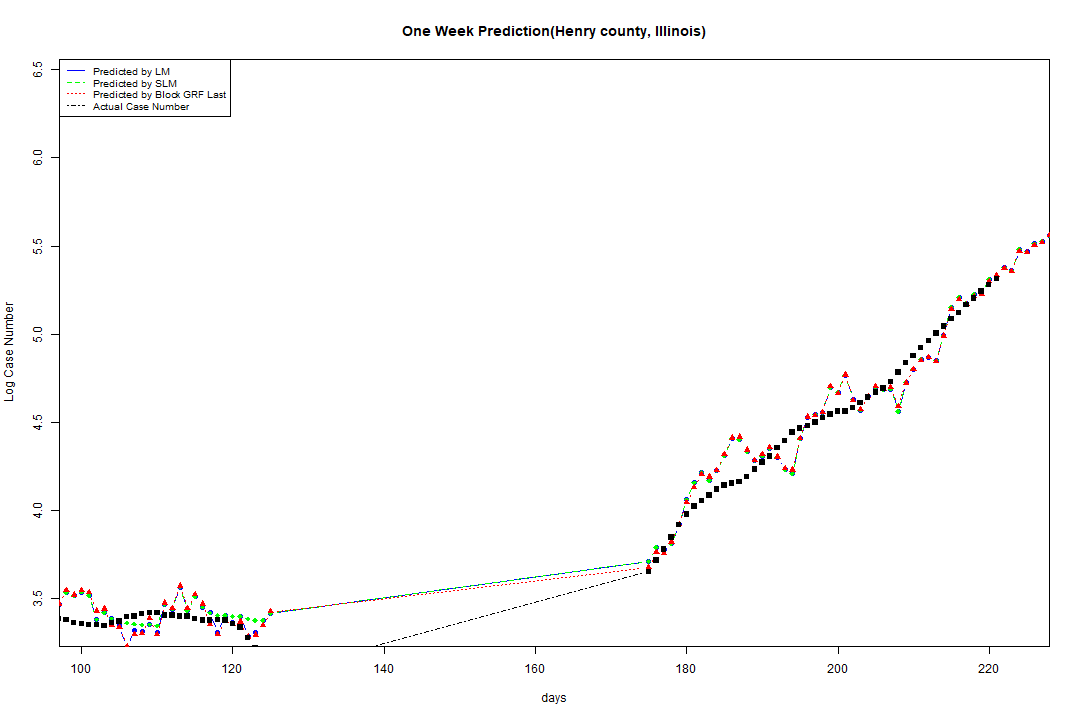 One Week Prediction(Henry county, Illinois)
Predicted by LM
Predicted by SLM
Predicted by Block GRF Last
Actual Case Number
6.5
6.0
5.5
5.0
4.5
4.0
3.5
Log Case Number
100 120 140 160 180 200 220
days